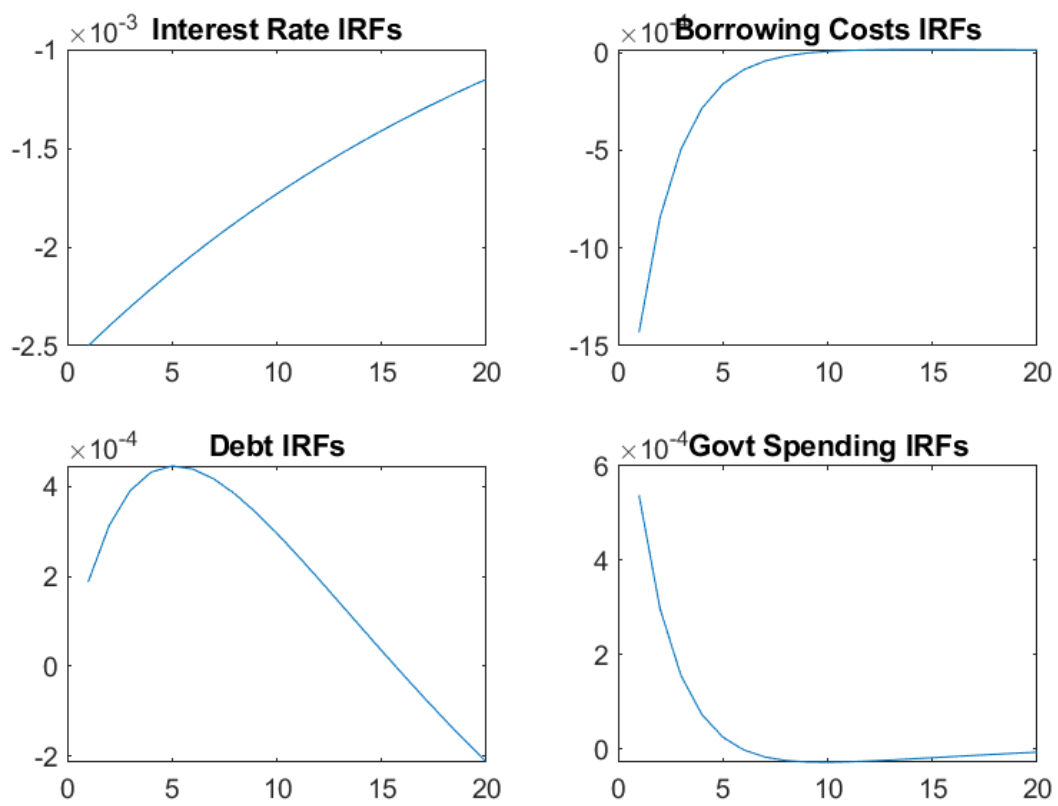 ×10⁻³ Interest Rate IRFs
-1
-1.5
-2
-2.5
0 5 10 15 20
×10 Borrowing Costs IRFs
0
-5
-10
-15
0 5 10 15 20
×10⁻⁴ Debt IRFs
4
2
0
-2
0 5 10 15 20
×10⁻⁴ Govt Spending IRFs
6
4
2
0
0 5 10 15 20